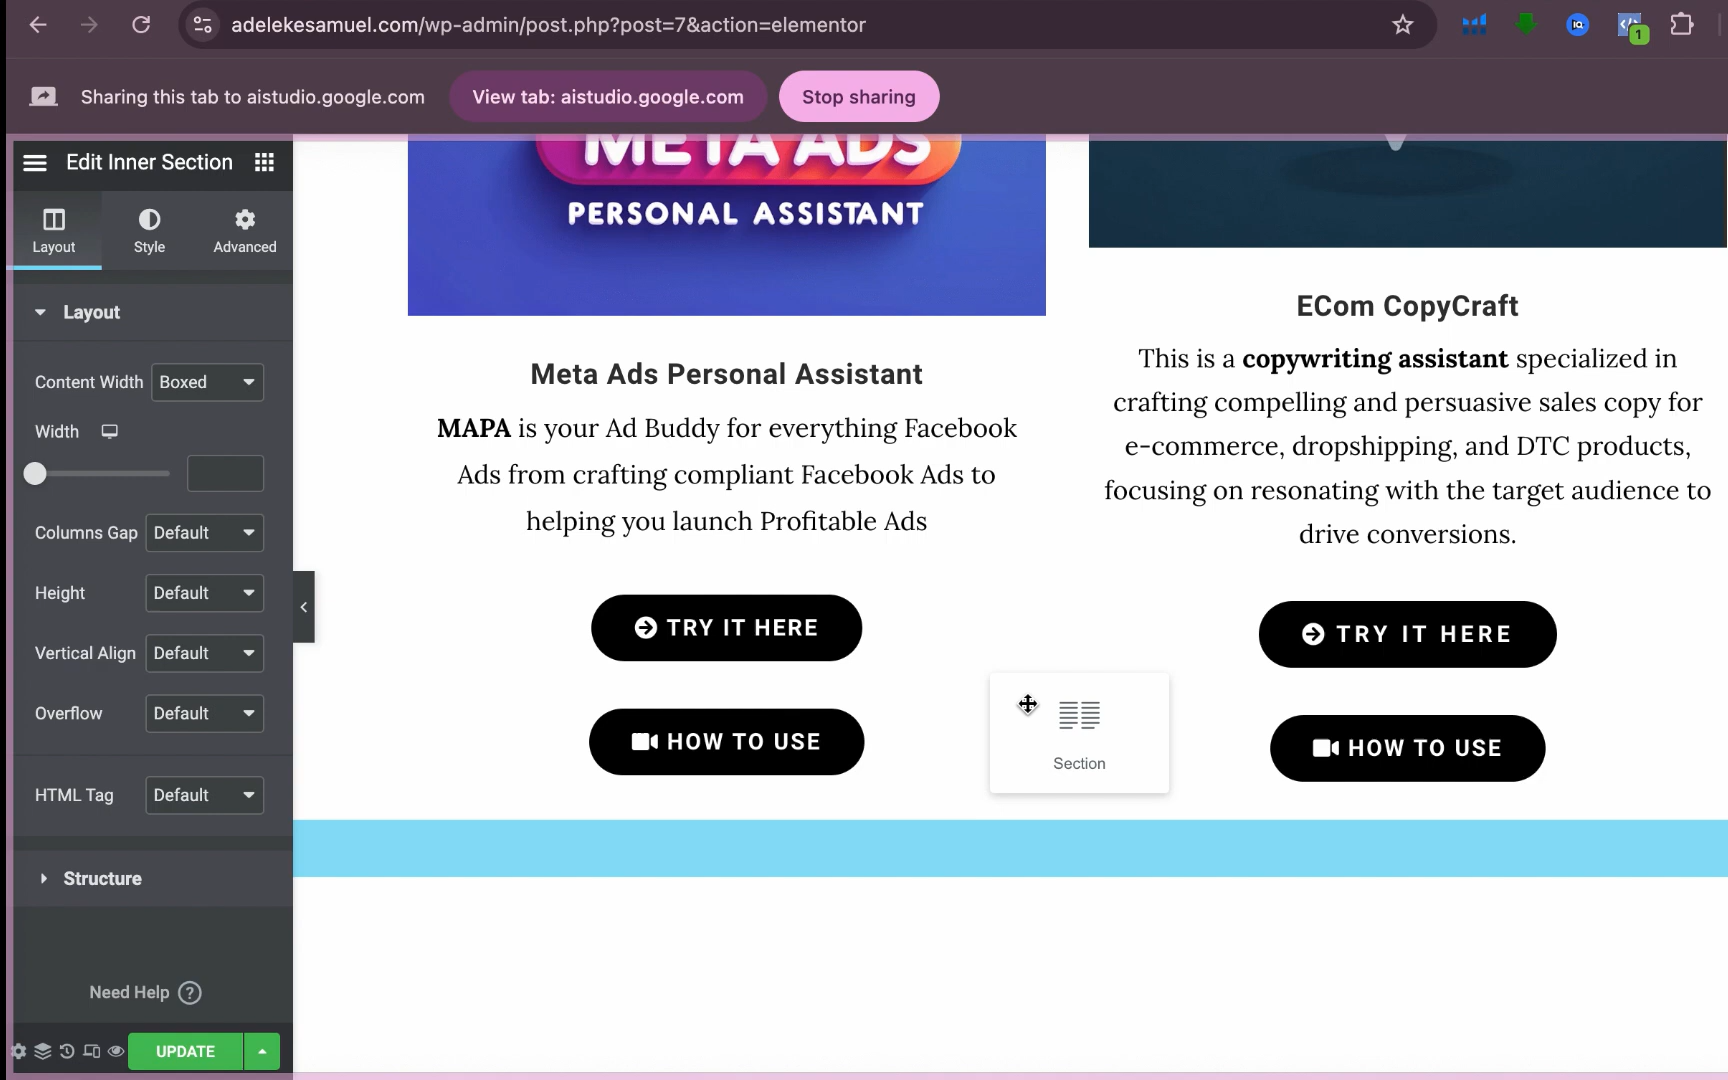 adelekesamuel.com/wp-admin/post.php?post=7&action=elementor
1
Sharing this tab to aistudio.google.com
View tab: aistudio.google.com
Stop sharing
Edit Inner Section
Layout
Style
Advanced
Layout
Content Width
Boxed
Width
Columns Gap
Default
Height
Default
Vertical Align
Default
Overflow
Default
HTML Tag
Default
Structure
Need Help
?
UPDATE
META ADS
PERSONAL ASSISTANT
Meta Ads Personal Assistant
MAPA is your Ad Buddy for everything Facebook
Ads from crafting compliant Facebook Ads to
helping you launch Profitable Ads
TRY IT HERE
HOW TO USE
Section
ECom CopyCraft
This is a copywriting assistant specialized in
crafting compelling and persuasive sales copy for
e-commerce, dropshipping, and DTC products,
focusing on resonating with the target audience to
drive conversions.
TRY IT HERE
HOW TO USE